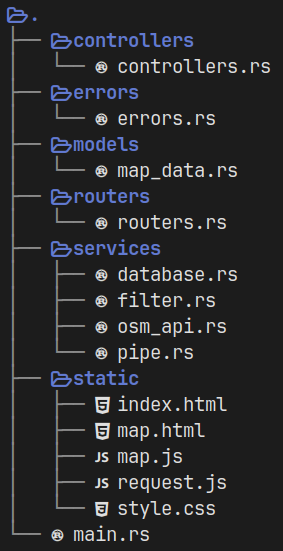 .
controllers
controllers.rs
errors
errors.rs
models
map_data.rs
routers
routers.rs
services
database.rs
filter.rs
osm_api.rs
pipe.rs
static
index.html
map.html
JS map.js
JS request.js
style.css
main.rs